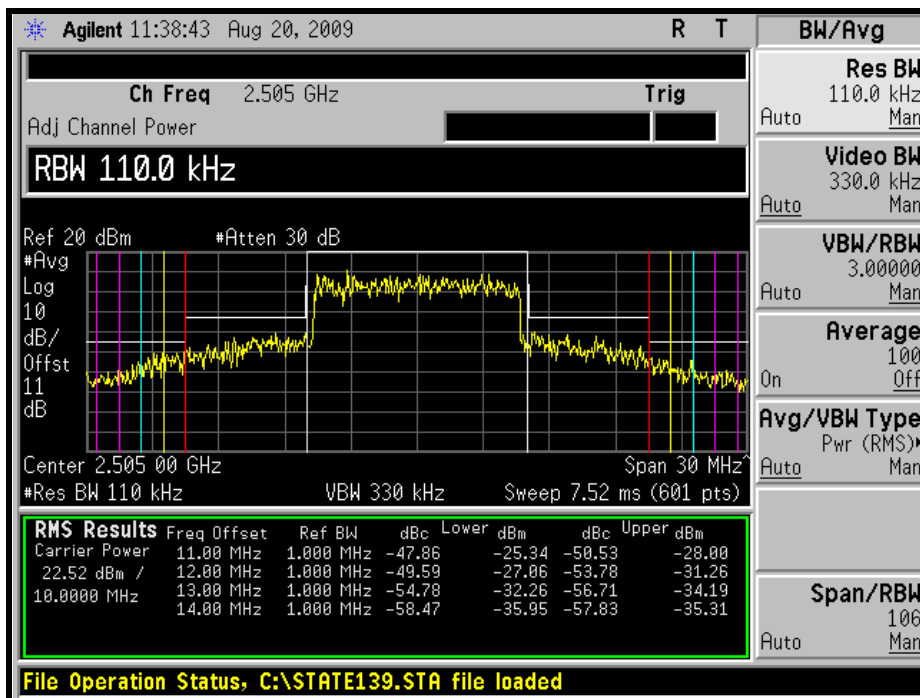 Agilent 11:38:43 Aug 20, 2009 R T
Ch Freq 2.505 GHz Trig
Adj Channel Power
RBW 110.0 kHz
Ref 20 dBm #Atten 30 dB
#Avg
Log
10
dB/
Offst
11
dB
Center 2.505 00 GHz Span 30 MHz^
#Res BW 110 kHz VBW 330 kHz Sweep 7.52 ms (601 pts)
RMS Results Freq Offset Ref BW dBc Lower dBm dBc Upper dBm
Carrier Power 11.00 MHz 1.000 MHz -47.86 -25.34 -50.53 -28.00
22.52 dBm / 12.00 MHz 1.000 MHz -49.59 -27.06 -53.78 -31.26
10.0000 MHz 13.00 MHz 1.000 MHz -54.78 -32.26 -56.71 -34.19
14.00 MHz 1.000 MHz -58.47 -35.95 -57.83 -35.31
File Operation Status, C:\STATE139.STA file loaded
BW/Avg
Res BW
110.0 kHz
Auto Man
Video BW
330.0 kHz
Auto Man
VBW/RBW
3.00000
Auto Man
Average
100
On Off
Avg/VBW Type
Pwr (RMS)▸
Auto Man
Span/RBW
106
Auto Man